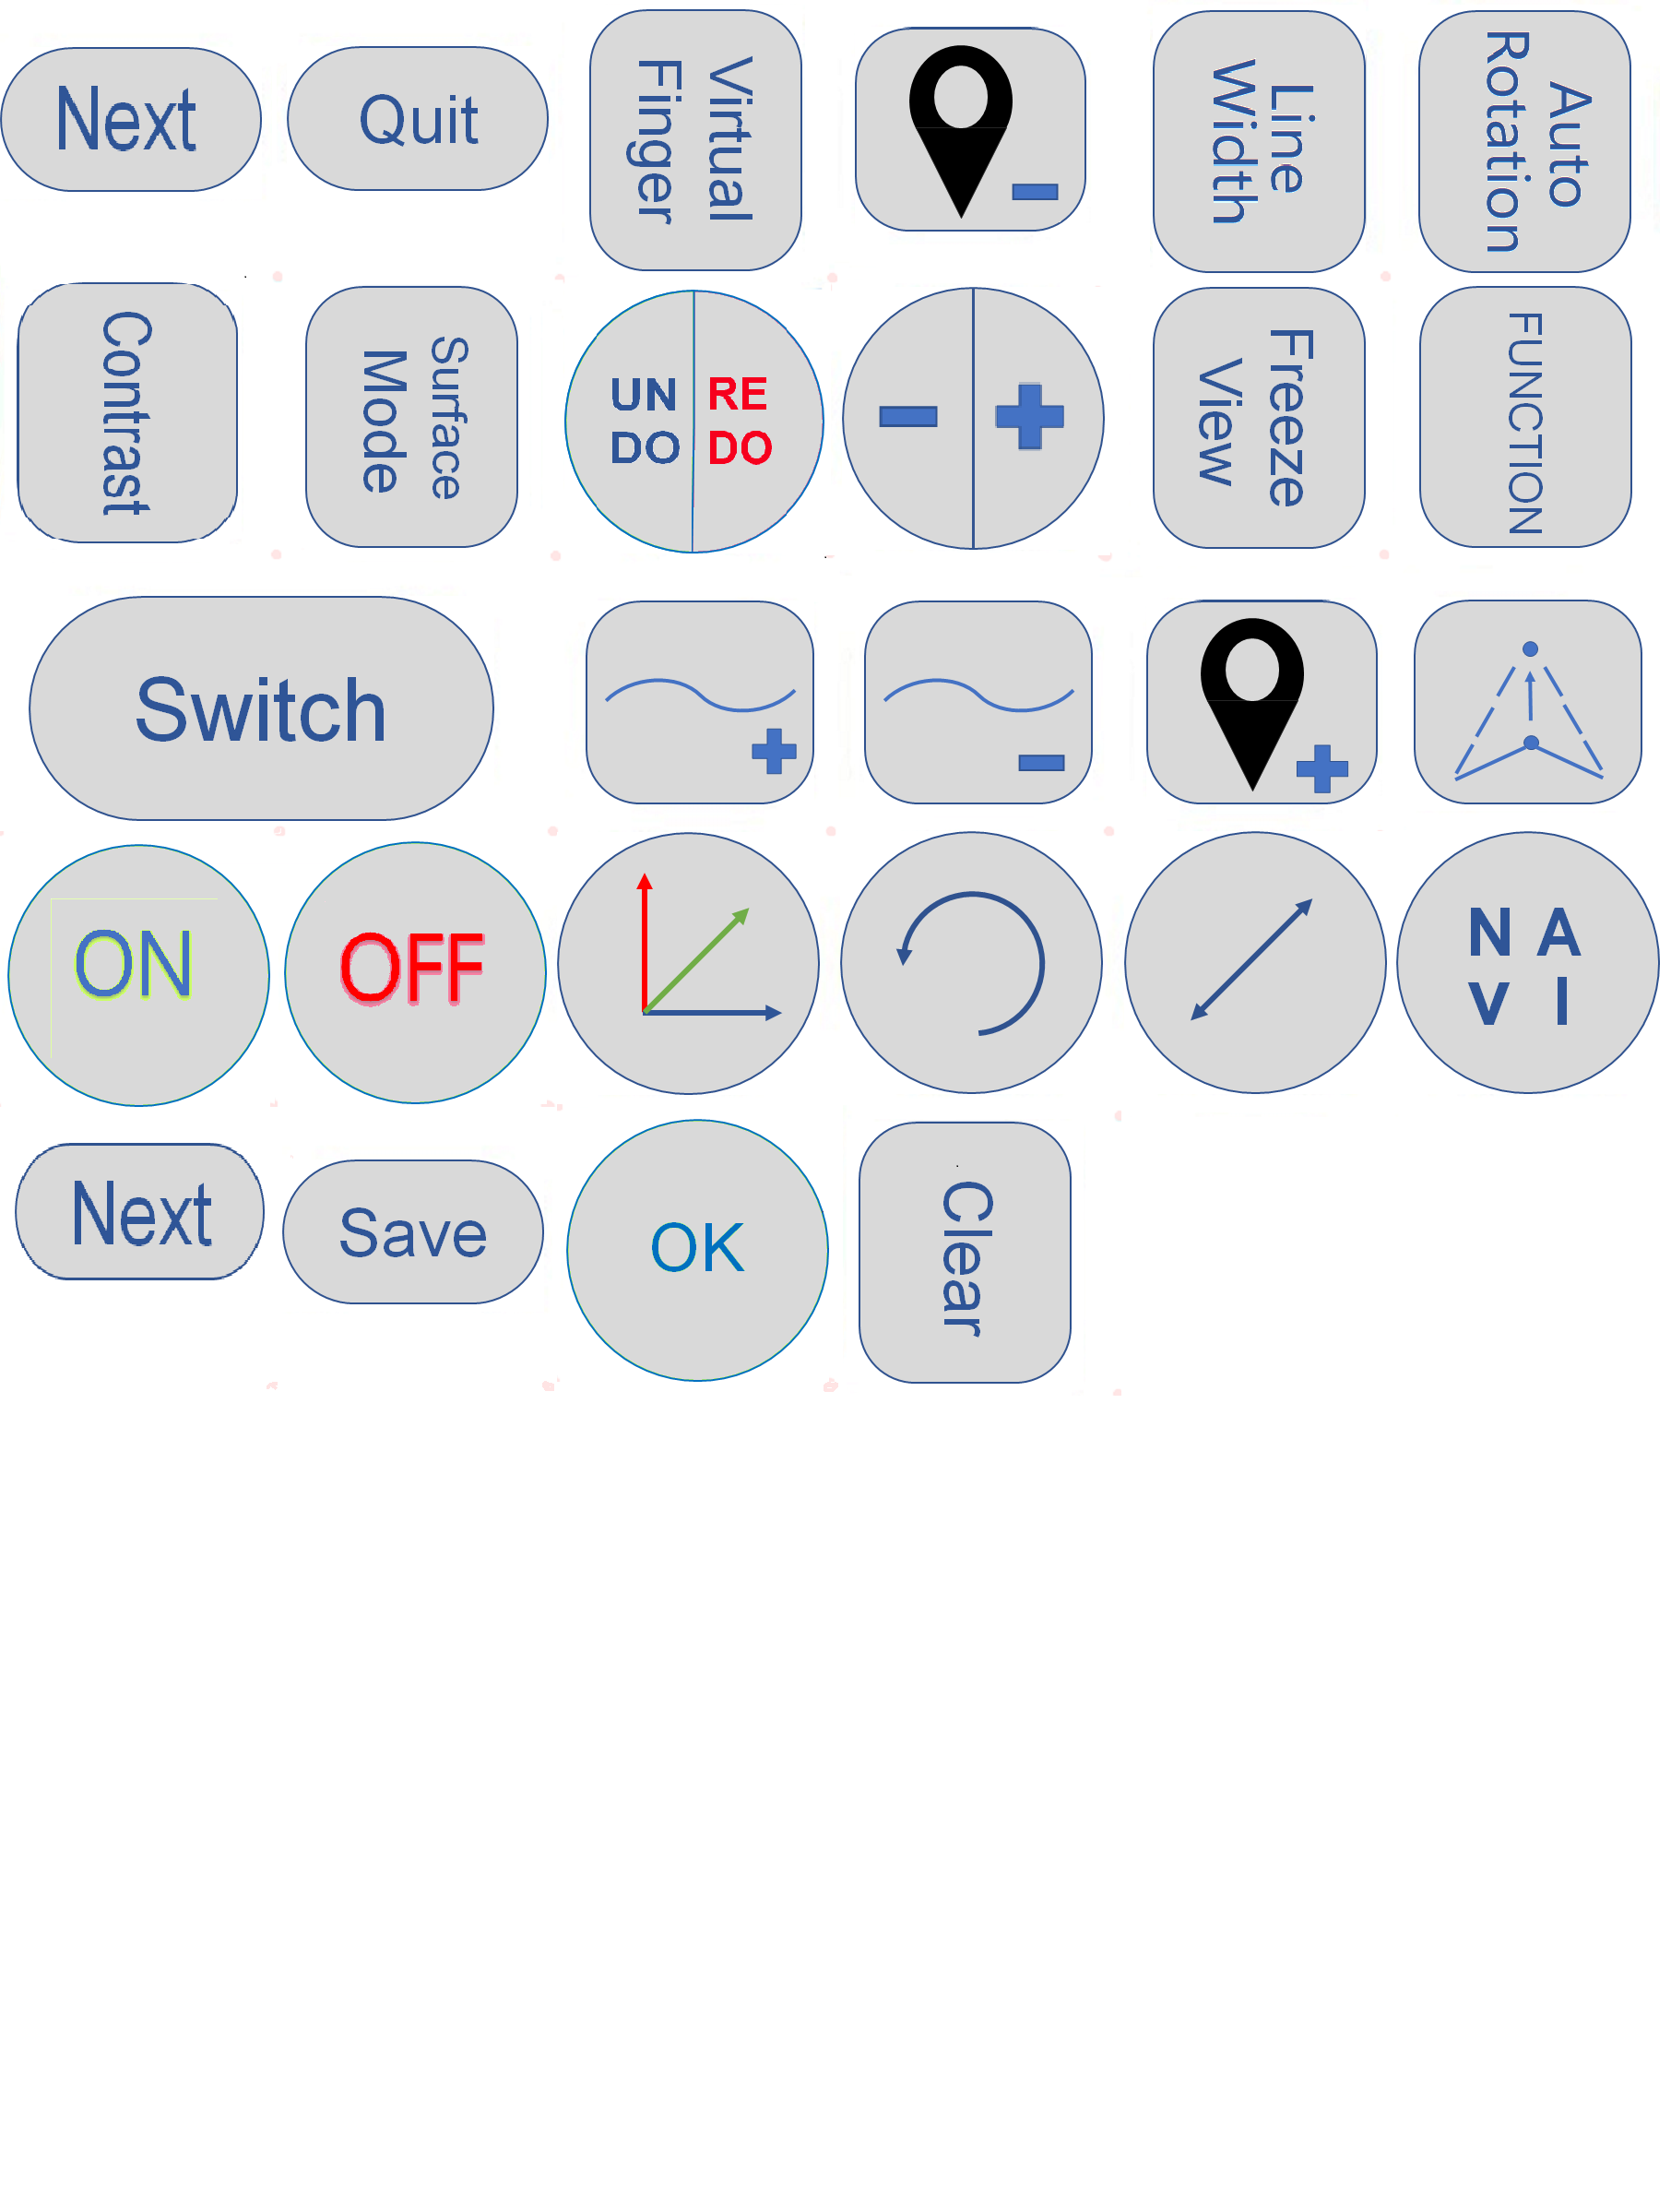 Next
Quit
Virtual
Finger
Line
Width
Auto
Rotation
Contrast
Surface
Mode
UN
DO
RE
DO
Freeze
View
FUNCTION
Switch
ON
OFF
N A
V I
Next
Save
OK
Clear